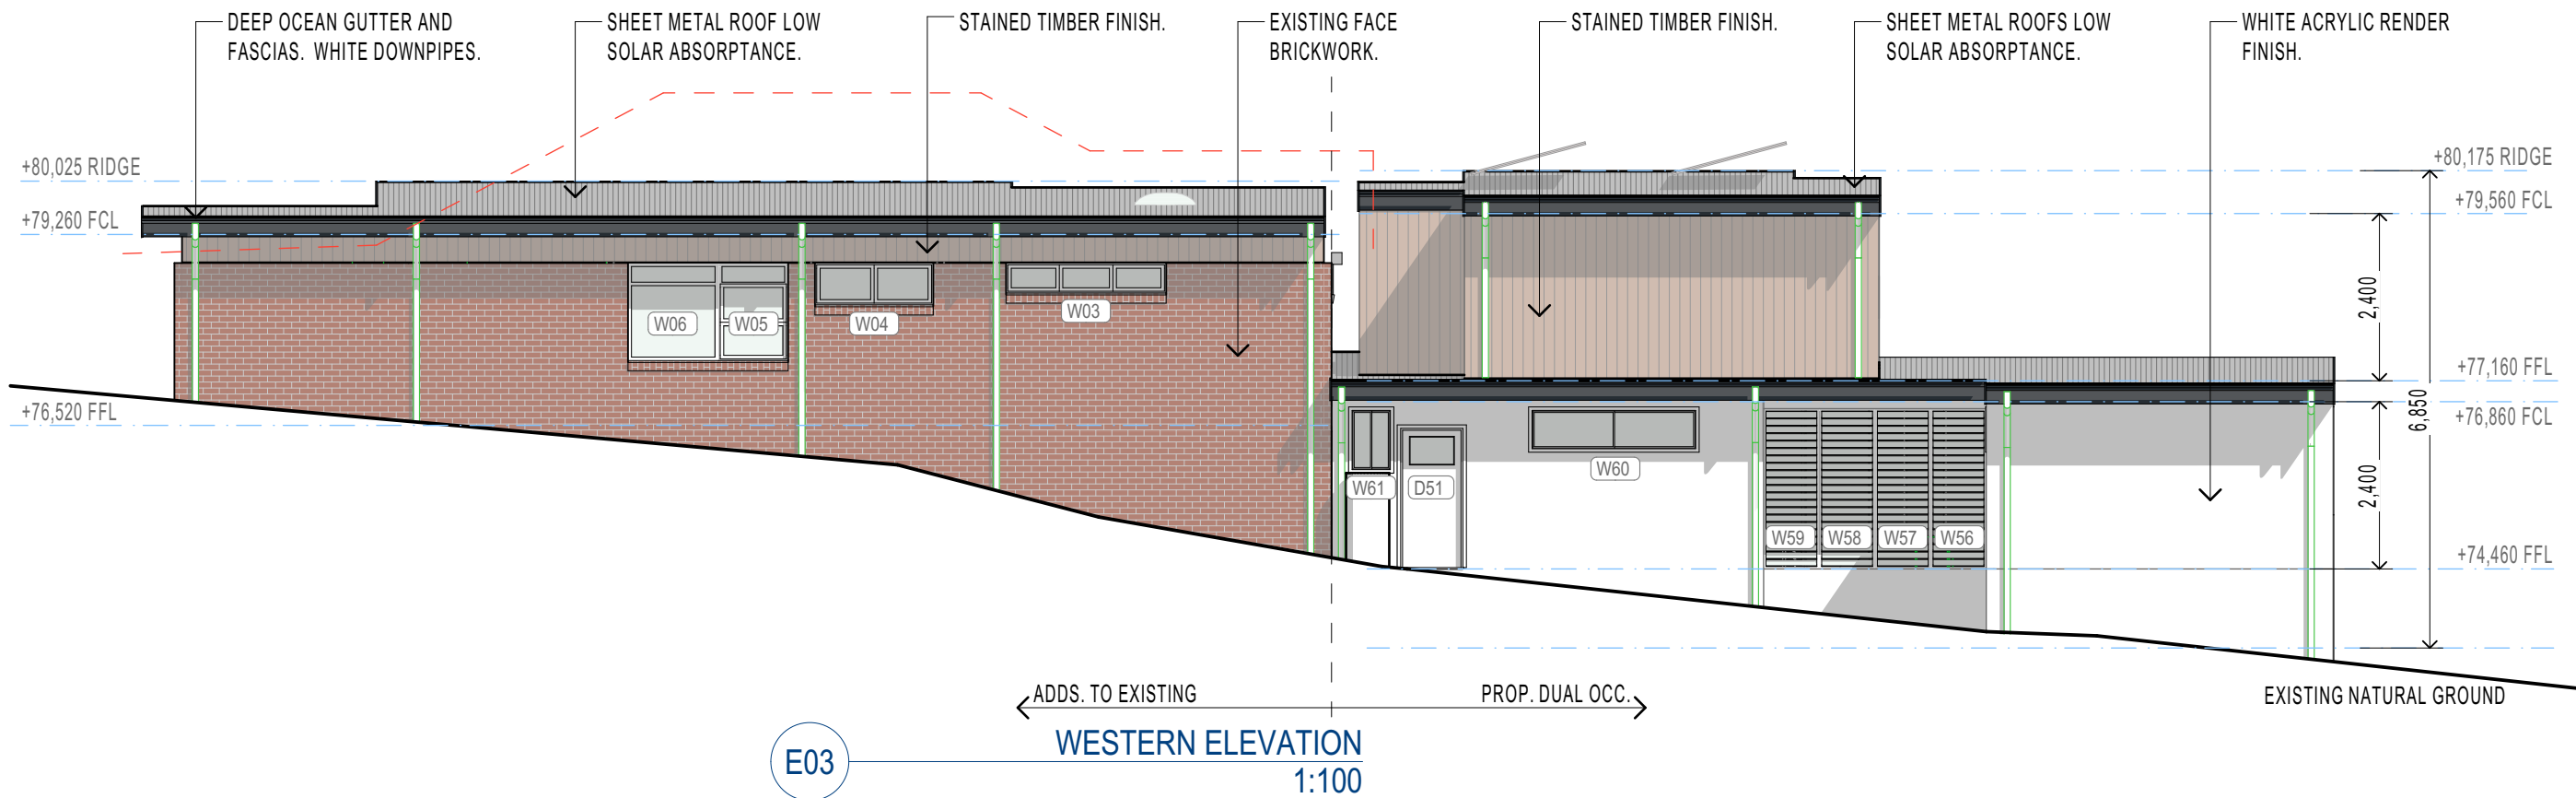 DEEP OCEAN GUTTER AND
FASCIAS. WHITE DOWNPIPES.
SHEET METAL ROOF LOW
SOLAR ABSORPTANCE.
STAINED TIMBER FINISH.
EXISTING FACE
BRICKWORK.
STAINED TIMBER FINISH.
SHEET METAL ROOFS LOW
SOLAR ABSORPTANCE.
WHITE ACRYLIC RENDER
FINISH.
+80,025 RIDGE
+79,260 FCL
+76,520 FFL
W06
W05
W04
W03
W61
D51
W60
W59
W58
W57
W56
+80,175 RIDGE
+79,560 FCL
2,400
+77,160 FFL
+76,860 FCL
6,850
2,400
+74,460 FFL
ADDS. TO EXISTING
PROP. DUAL OCC.
EXISTING NATURAL GROUND
E03
WESTERN ELEVATION
1:100